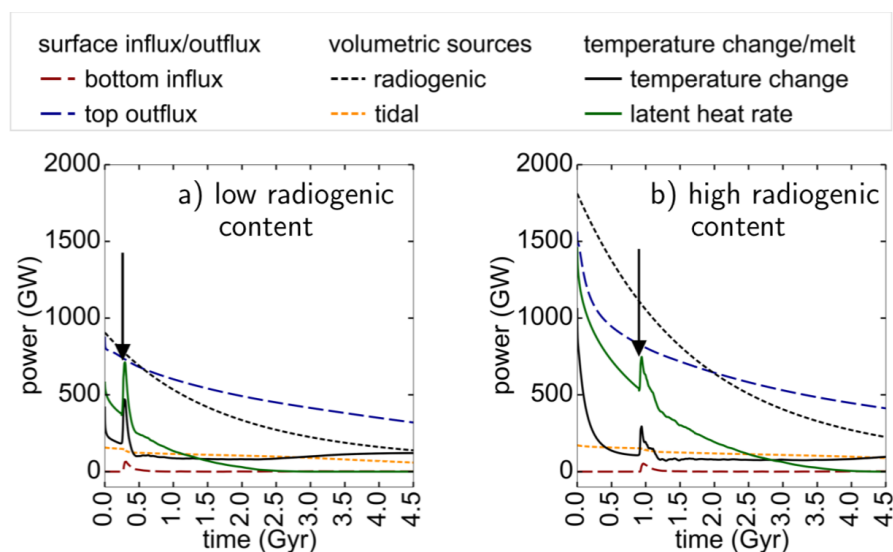 surface influx/outflux volumetric sources temperature change/melt
bottom influx radiogenic temperature change
top outflux tidal latent heat rate
2000
1500
1000
500
0
power (GW)
a) low radiogenic
content
0.0 0.5 1.0 1.5 2.0 2.5 3.0 3.5 4.0 4.5
time (Gyr)
2000
1500
1000
500
0
power (GW)
b) high radiogenic
content
0.0 0.5 1.0 1.5 2.0 2.5 3.0 3.5 4.0 4.5
time (Gyr)